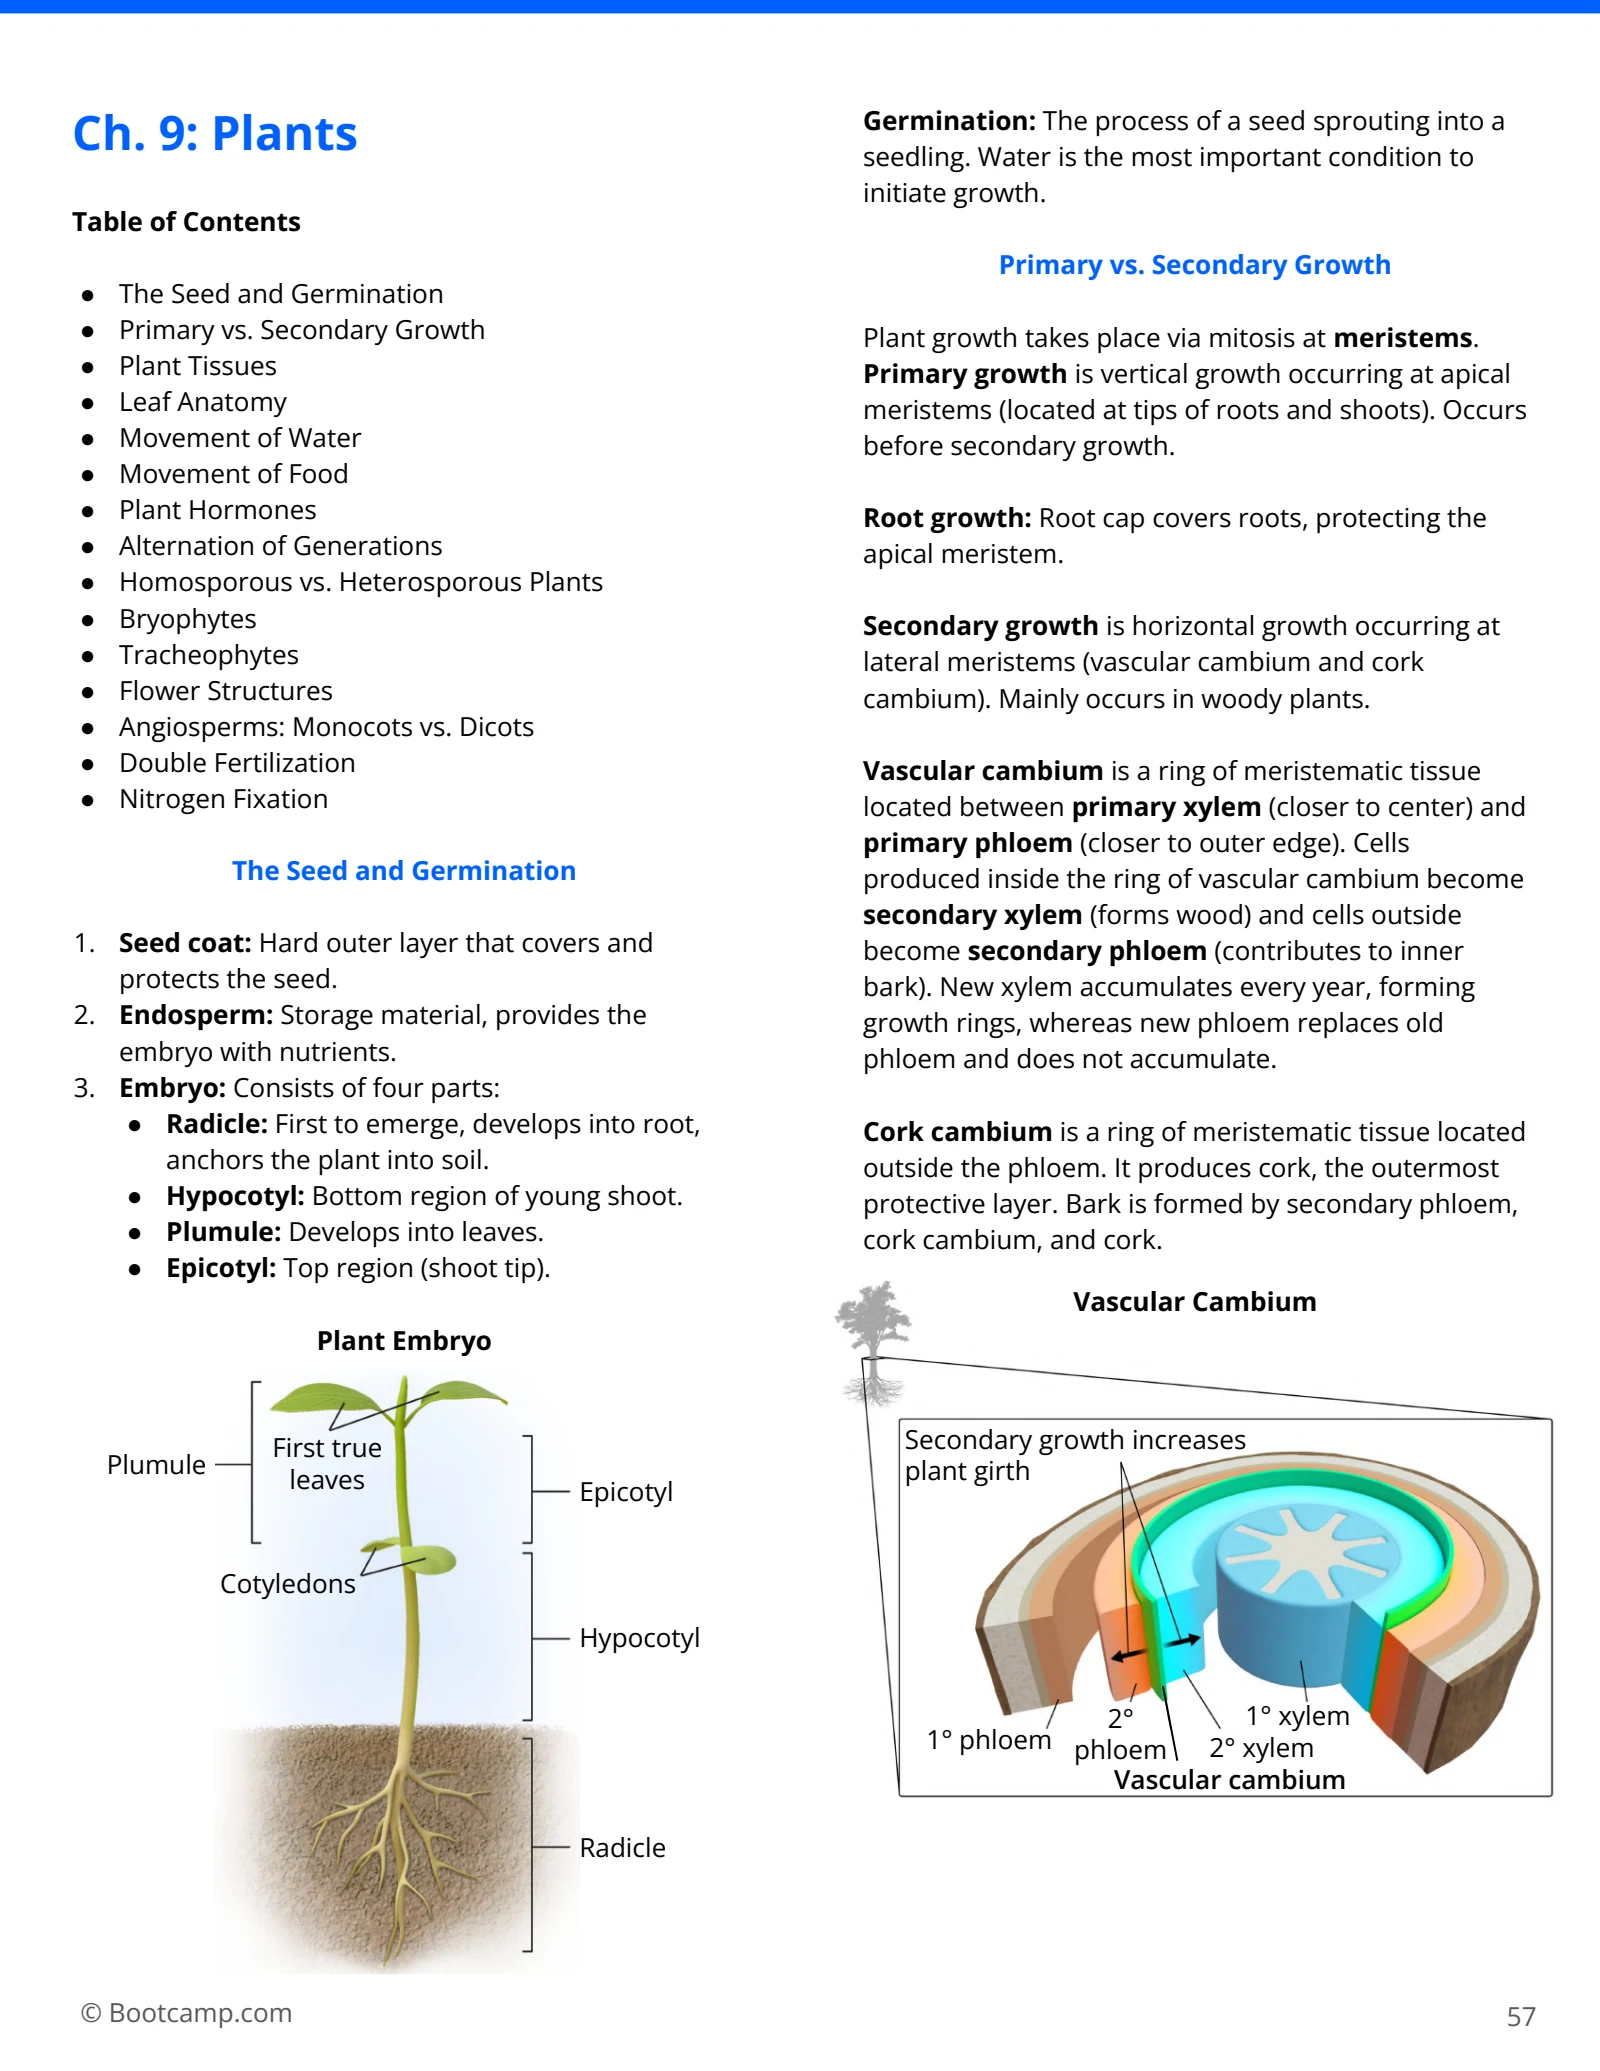 Ch. 9: Plants
Table of Contents
● The Seed and Germination
● Primary vs. Secondary Growth
● Plant Tissues
● Leaf Anatomy
● Movement of Water
● Movement of Food
● Plant Hormones
● Alternation of Generations
● Homosporous vs. Heterosporous Plants
● Bryophytes
● Tracheophytes
● Flower Structures
● Angiosperms: Monocots vs. Dicots
● Double Fertilization
● Nitrogen Fixation
The Seed and Germination
1. Seed coat: Hard outer layer that covers and
protects the seed.
2. Endosperm: Storage material, provides the
embryo with nutrients.
3. Embryo: Consists of four parts:
● Radicle: First to emerge, develops into root,
anchors the plant into soil.
● Hypocotyl: Bottom region of young shoot.
● Plumule: Develops into leaves.
● Epicotyl: Top region (shoot tip).
Plant Embryo
Plumule
First true
leaves
Epicotyl
Cotyledons
Hypocotyl
Radicle
Germination: The process of a seed sprouting into a
seedling. Water is the most important condition to
initiate growth.
Primary vs. Secondary Growth
Plant growth takes place via mitosis at meristems.
Primary growth is vertical growth occurring at apical
meristems (located at tips of roots and shoots). Occurs
before secondary growth.
Root growth: Root cap covers roots, protecting the
apical meristem.
Secondary growth is horizontal growth occurring at
lateral meristems (vascular cambium and cork
cambium). Mainly occurs in woody plants.
Vascular cambium is a ring of meristematic tissue
located between primary xylem (closer to center) and
primary phloem (closer to outer edge). Cells
produced inside the ring of vascular cambium become
secondary xylem (forms wood) and cells outside
become secondary phloem (contributes to inner
bark). New xylem accumulates every year, forming
growth rings, whereas new phloem replaces old
phloem and does not accumulate.
Cork cambium is a ring of meristematic tissue located
outside the phloem. It produces cork, the outermost
protective layer. Bark is formed by secondary phloem,
cork cambium, and cork.
Vascular Cambium
Secondary growth increases
plant girth
1° phloem
2°
phloem
1° xylem
2° xylem
Vascular cambium
© Bootcamp.com
57